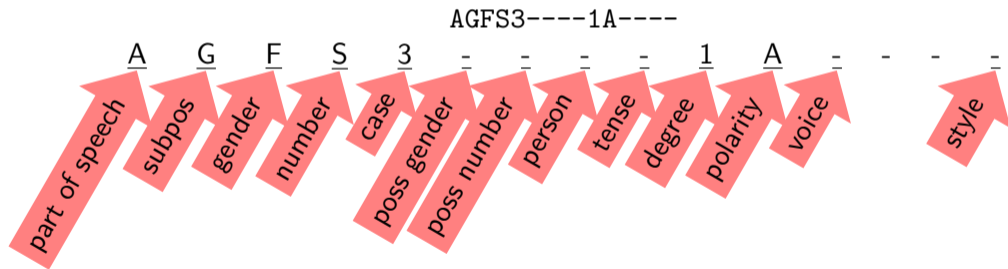 AGFS3----1A----
A G F S 3 - - - - 1 A - - - -
part of speech
subpos
gender
number
case
poss gender
poss number
person
tense
degree
polarity
voice
style